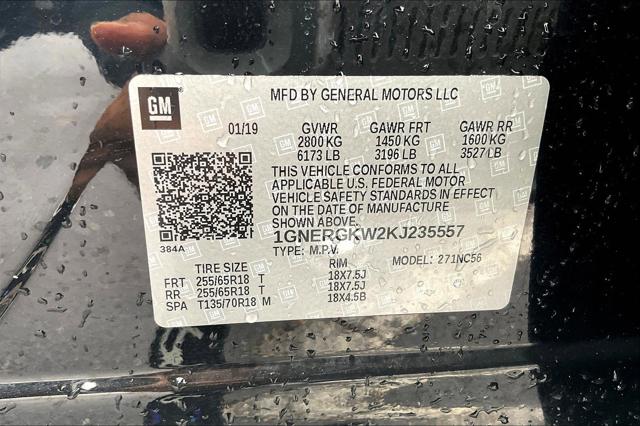 GM
MFD BY GENERAL MOTORS LLC
01/19 GVWR GAWR FRT GAWR RR
2800 KG 1450 KG 1600 KG
6173 LB 3196 LB 3527 LB
THIS VEHICLE CONFORMS TO ALL
APPLICABLE U.S. FEDERAL MOTOR
VEHICLE SAFETY STANDARDS IN EFFECT
ON THE DATE OF MANUFACTURE
SHOWN ABOVE.
384A
1GNERGKW2KJ235557
TYPE: M.P.V. MODEL: 271NC56
TIRE SIZE RIM
FRT 255/65R18 T 18X7.5J
RR 255/65R18 T 18X7.5J
SPA T135/70R18 M 18X4.5B